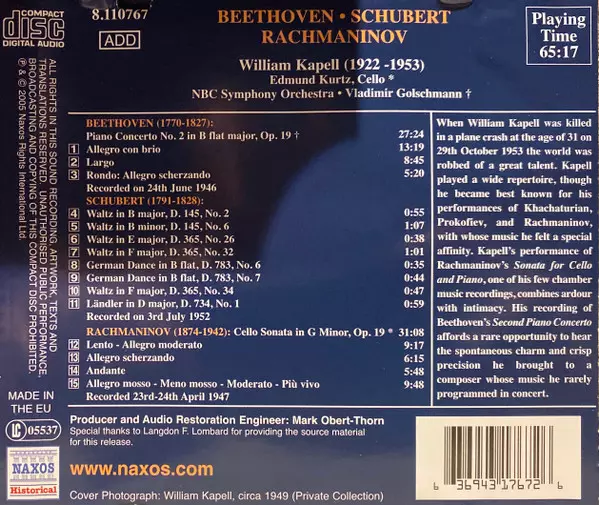 COMPACT
disc
DIGITAL AUDIO
8.110767
ADD
BEETHOVEN • SCHUBERT
RACHMANINOV
William Kapell (1922 -1953)
Edmund Kurtz, Cello *
NBC Symphony Orchestra • Vladimir Golschmann †
Playing
Time
65:17
ALL RIGHTS IN THIS SOUND RECORDING, ARTWORK, TEXTS AND
TRANSLATIONS RESERVED. UNAUTHORISED PUBLIC PERFORMANCE,
BROADCASTING AND COPYING OF THIS COMPACT DISC PROHIBITED.
℗ & © 2005 Naxos Rights International Ltd.
BEETHOVEN (1770-1827):
Piano Concerto No. 2 in B flat major, Op. 19 † 27:24
1 Allegro con brio 13:19
2 Largo 8:45
3 Rondo: Allegro scherzando 5:20
Recorded on 24th June 1946
SCHUBERT (1791-1828):
4 Waltz in B major, D. 145, No. 2 0:55
5 Waltz in B minor, D. 145, No. 6 1:07
6 Waltz in E major, D. 365, No. 26 0:38
7 Waltz in F major, D. 365, No. 32 1:01
8 German Dance in B flat, D. 783, No. 6 0:35
9 German Dance in B flat, D. 783, No. 7 0:44
10 Waltz in F major, D. 365, No. 34 0:47
11 Ländler in D major, D. 734, No. 1 0:59
Recorded on 3rd July 1952
RACHMANINOV (1874-1942): Cello Sonata in G Minor, Op. 19 * 31:08
12 Lento - Allegro moderato 9:17
13 Allegro scherzando 6:15
14 Andante 5:48
15 Allegro mosso - Meno mosso - Moderato - Più vivo 9:48
Recorded 23rd-24th April 1947
When William Kapell was killed
in a plane crash at the age of 31 on
29th October 1953 the world was
robbed of a great talent. Kapell
played a wide repertoire, though
he became best known for his
performances of Khachaturian,
Prokofiev, and Rachmaninov,
with whose music he felt a special
affinity. Kapell's performance of
Rachmaninov's Sonata for Cello
and Piano, one of his few chamber
music recordings, combines ardour
with intimacy. His recording of
Beethoven's Second Piano Concerto
affords a rare opportunity to hear
the spontaneous charm and crisp
precision he brought to a
composer whose music he rarely
programmed in concert.
MADE IN
THE EU
LC 05537
NAXOS
Historical
Producer and Audio Restoration Engineer: Mark Obert-Thorn
Special thanks to Langdon F. Lombard for providing the source material
for this release.
www.naxos.com
Cover Photograph: William Kapell, circa 1949 (Private Collection)
6 36943 17672 6